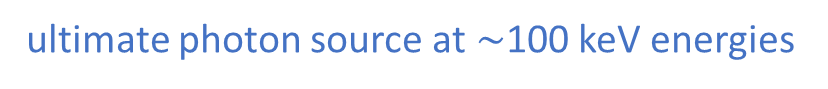 ultimate photon source at ~100 keV energies